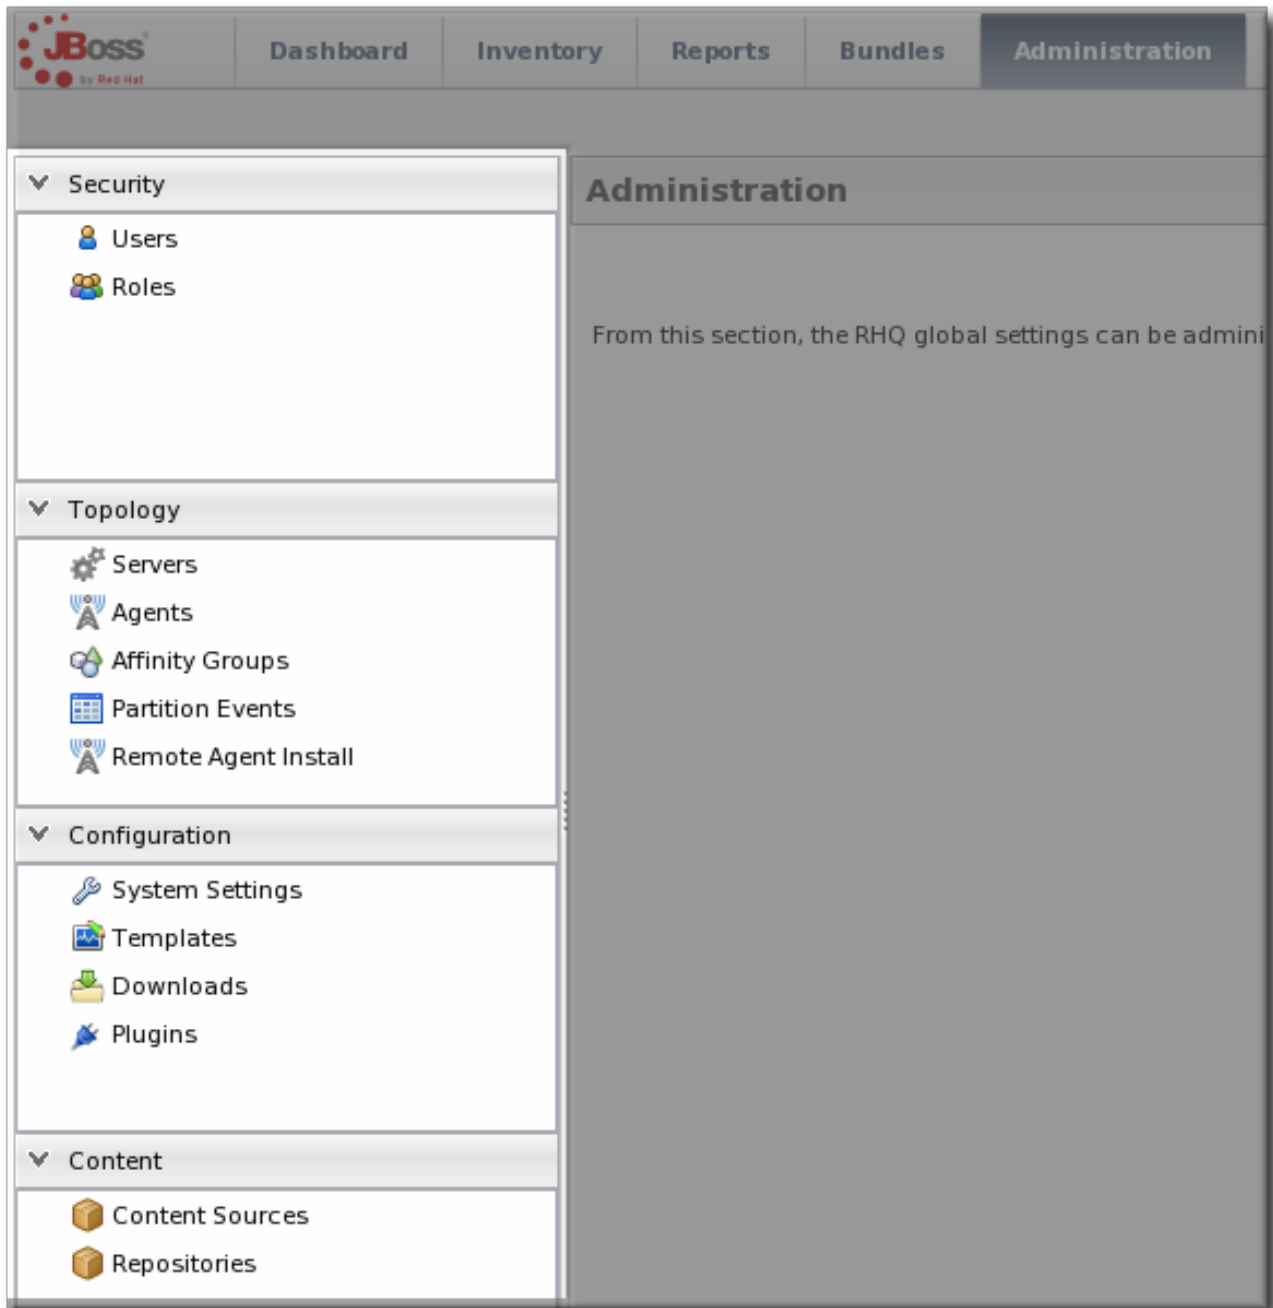 JBoss
by Red Hat
Dashboard Inventory Reports Bundles Administration
Security
Users
Roles
Topology
Servers
Agents
Affinity Groups
Partition Events
Remote Agent Install
Configuration
System Settings
Templates
Downloads
Plugins
Content
Content Sources
Repositories
Administration
From this section, the RHQ global settings can be admini